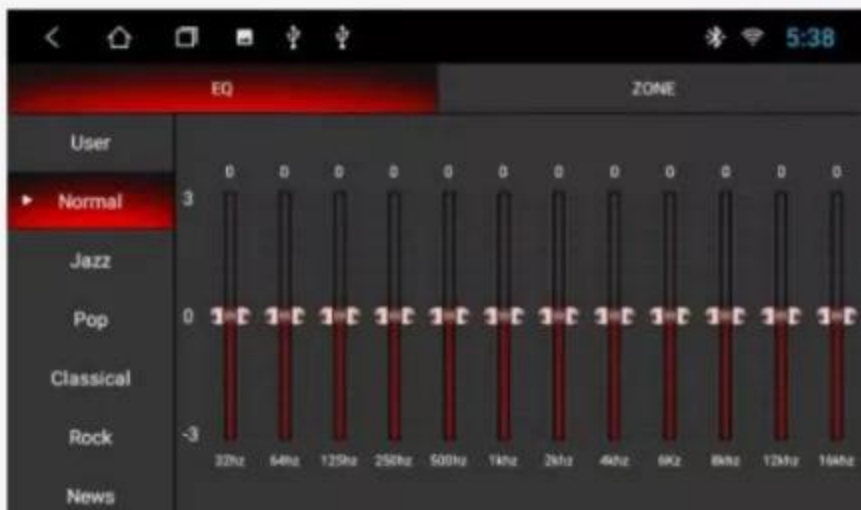 5:38
EQ ZONE
User
0 0 0 0 0 0 0 0 0 0 0 0
Normal
3
Jazz
Pop
0
Classical
Rock
-3
32hz 64hz 125hz 250hz 500hz 1khz 2khz 4khz 6Kz 8khz 12khz 16khz
News